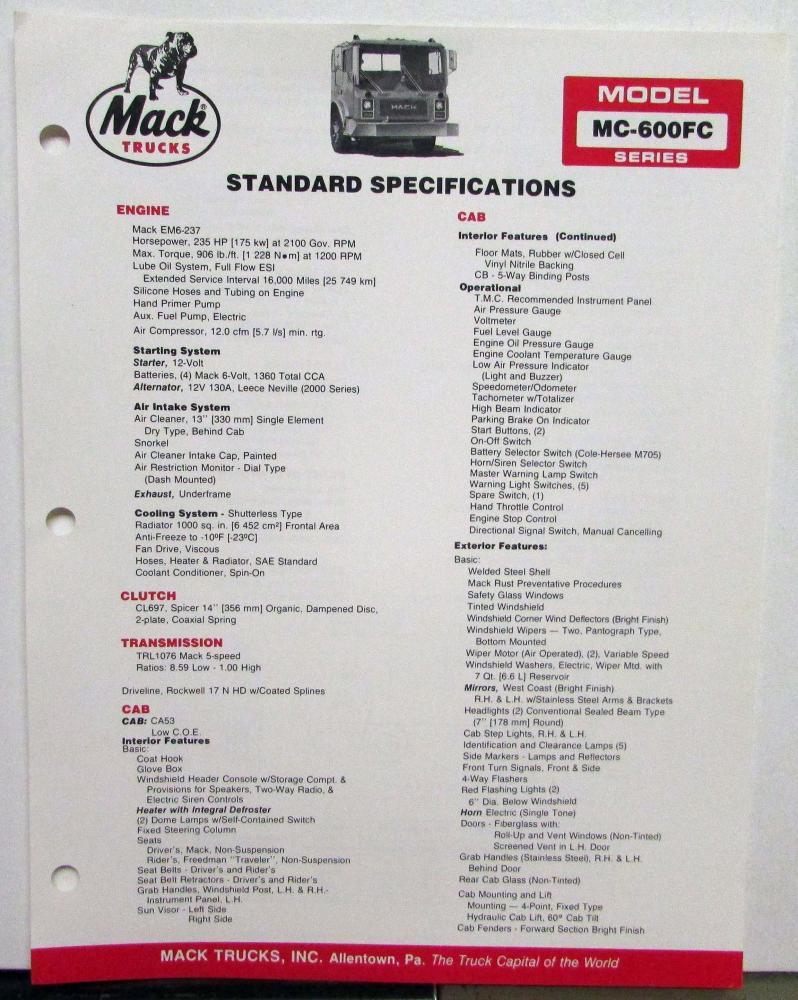 Mack®
TRUCKS
MACK
MODEL
MC-600FC
SERIES
STANDARD SPECIFICATIONS
ENGINE
Mack EM6-237
Horsepower, 235 HP [175 kw] at 2100 Gov. RPM
Max. Torque, 906 lb./ft. [1 228 N●m] at 1200 RPM
Lube Oil System, Full Flow ESI
Extended Service Interval 16,000 Miles [25 749 km]
Silicone Hoses and Tubing on Engine
Hand Primer Pump
Aux. Fuel Pump, Electric
Air Compressor, 12.0 cfm [5.7 l/s] min. rtg.
Starting System
Starter, 12-Volt
Batteries, (4) Mack 6-Volt, 1360 Total CCA
Alternator, 12V 130A, Leece Neville (2000 Series)
Air Intake System
Air Cleaner, 13'' [330 mm] Single Element
Dry Type, Behind Cab
Snorkel
Air Cleaner Intake Cap, Painted
Air Restriction Monitor - Dial Type
(Dash Mounted)
Exhaust, Underframe
Cooling System - Shutterless Type
Radiator 1000 sq. in. [6 452 cm²] Frontal Area
Anti-Freeze to -10ºF [-23ºC]
Fan Drive, Viscous
Hoses, Heater & Radiator, SAE Standard
Coolant Conditioner, Spin-On
CLUTCH
CL697, Spicer 14'' [356 mm] Organic, Dampened Disc,
2-plate, Coaxial Spring
TRANSMISSION
TRL1076 Mack 5-speed
Ratios: 8.59 Low - 1.00 High
Driveline, Rockwell 17 N HD w/Coated Splines
CAB
CAB: CA53
Low C.O.E.
Interior Features
Basic:
Coat Hook
Glove Box
Windshield Header Console w/Storage Compt. &
Provisions for Speakers, Two-Way Radio, &
Electric Siren Controls
Heater with Integral Defroster
(2) Dome Lamps w/Self-Contained Switch
Fixed Steering Column
Seats
Driver's, Mack, Non-Suspension
Rider's, Freedman ''Traveler'', Non-Suspension
Seat Belts - Driver's and Rider's
Seat Belt Retractors - Driver's and Rider's
Grab Handles, Windshield Post, L.H. & R.H.-
Instrument Panel, L.H.
Sun Visor - Left Side
Right Side
CAB
Interior Features (Continued)
Floor Mats, Rubber w/Closed Cell
Vinyl Nitrile Backing
CB - 5-Way Binding Posts
Operational
T.M.C. Recommended Instrument Panel
Air Pressure Gauge
Voltmeter
Fuel Level Gauge
Engine Oil Pressure Gauge
Engine Coolant Temperature Gauge
Low Air Pressure Indicator
(Light and Buzzer)
Speedometer/Odometer
Tachometer w/Totalizer
High Beam Indicator
Parking Brake On Indicator
Start Buttons, (2)
On-Off Switch
Battery Selector Switch (Cole-Hersee M705)
Horn/Siren Selector Switch
Master Warning Lamp Switch
Warning Light Switches, (5)
Spare Switch, (1)
Hand Throttle Control
Engine Stop Control
Directional Signal Switch, Manual Cancelling
Exterior Features:
Basic:
Welded Steel Shell
Mack Rust Preventative Procedures
Safety Glass Windows
Tinted Windshield
Windshield Corner Wind Deflectors (Bright Finish)
Windshield Wipers — Two, Pantograph Type,
Bottom Mounted
Wiper Motor (Air Operated), (2), Variable Speed
Windshield Washers, Electric, Wiper Mtd. with
7 Qt. [6.6 L] Reservoir
Mirrors, West Coast (Bright Finish)
R.H. & L.H. w/Stainless Steel Arms & Brackets
Headlights (2) Conventional Sealed Beam Type
(7'' [178 mm] Round)
Cab Step Lights, R.H. & L.H.
Identification and Clearance Lamps (5)
Side Markers - Lamps and Reflectors
Front Turn Signals, Front & Side
4-Way Flashers
Red Flashing Lights (2)
6'' Dia. Below Windshield
Horn Electric (Single Tone)
Doors - Fiberglass with:
Roll-Up and Vent Windows (Non-Tinted)
Screened Vent in L.H. Door
Grab Handles (Stainless Steel), R.H. & L.H.
Behind Door
Rear Cab Glass (Non-Tinted)
Cab Mounting and Lift
Mounting — 4-Point, Fixed Type
Hydraulic Cab Lift, 60º Cab Tilt
Cab Fenders - Forward Section Bright Finish
MACK TRUCKS, INC. Allentown, Pa. The Truck Capital of the World